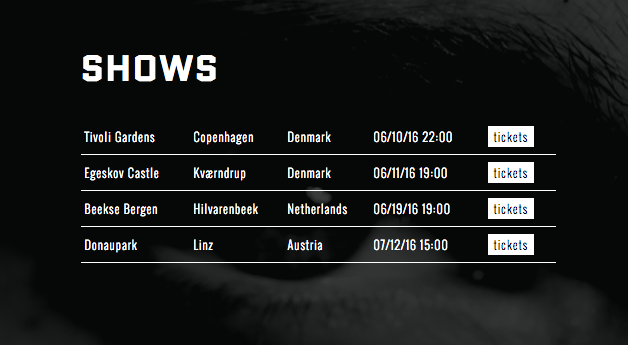 SHOWS
Tivoli Gardens Copenhagen Denmark 06/10/16 22:00 tickets
Egeskov Castle Kværndrup Denmark 06/11/16 19:00 tickets
Beekse Bergen Hilvarenbeek Netherlands 06/19/16 19:00 tickets
Donaupark Linz Austria 07/12/16 15:00 tickets